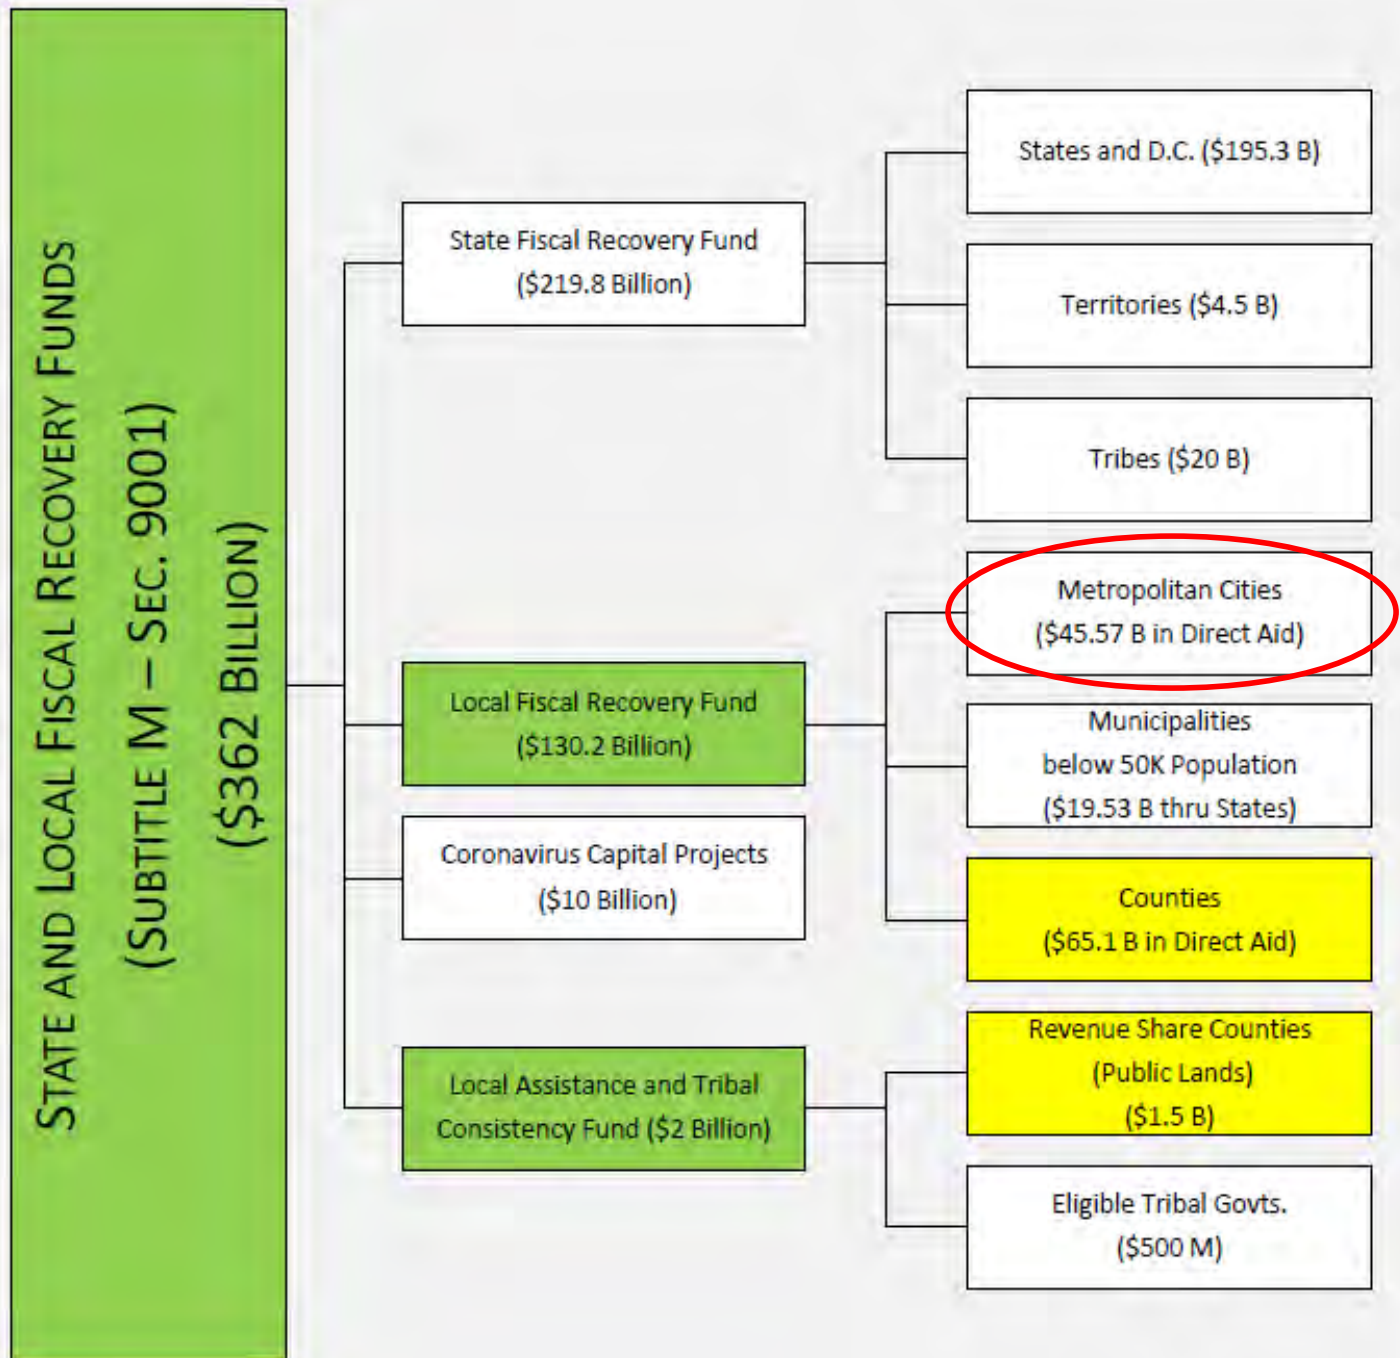 STATE AND LOCAL FISCAL RECOVERY FUNDS
(SUBTITLE M – SEC. 9001)
($362 BILLION)
State Fiscal Recovery Fund
($219.8 Billion)
States and D.C. ($195.3 B)
Territories ($4.5 B)
Tribes ($20 B)
Local Fiscal Recovery Fund
($130.2 Billion)
Metropolitan Cities
($45.57 B in Direct Aid)
Municipalities
below 50K Population
($19.53 B thru States)
Counties
($65.1 B in Direct Aid)
Coronavirus Capital Projects
($10 Billion)
Local Assistance and Tribal
Consistency Fund ($2 Billion)
Revenue Share Counties
(Public Lands)
($1.5 B)
Eligible Tribal Govts.
($500 M)